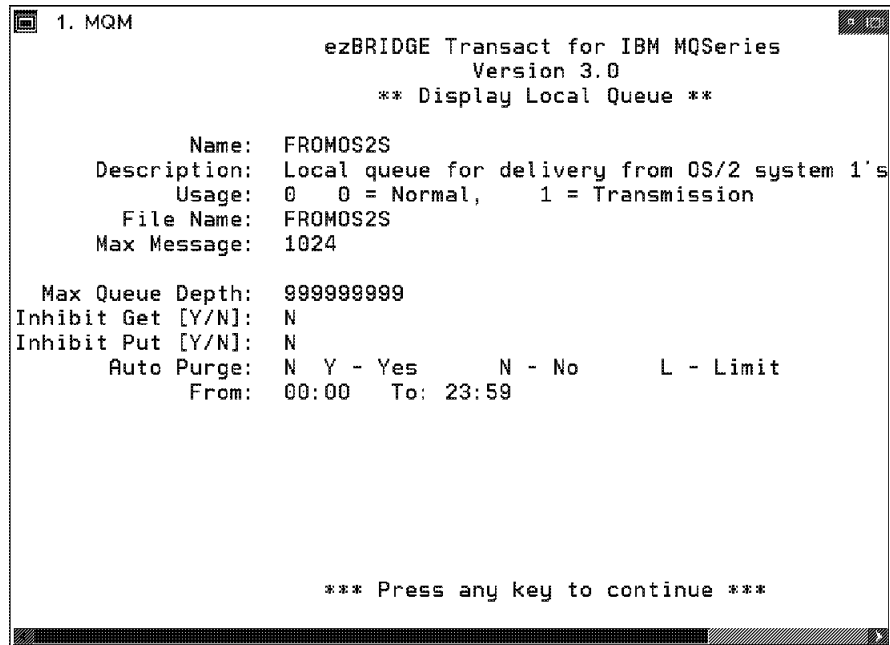 1. MQM
ezBRIDGE Transact for IBM MQSeries
Version 3.0
** Display Local Queue **
Name: FROMOS2S
Description: Local queue for delivery from OS/2 system 1's
Usage: 0 0 = Normal, 1 = Transmission
File Name: FROMOS2S
Max Message: 1024
Max Queue Depth: 999999999
Inhibit Get [Y/N]: N
Inhibit Put [Y/N]: N
Auto Purge: N Y - Yes N - No L - Limit
From: 00:00 To: 23:59
*** Press any key to continue ***